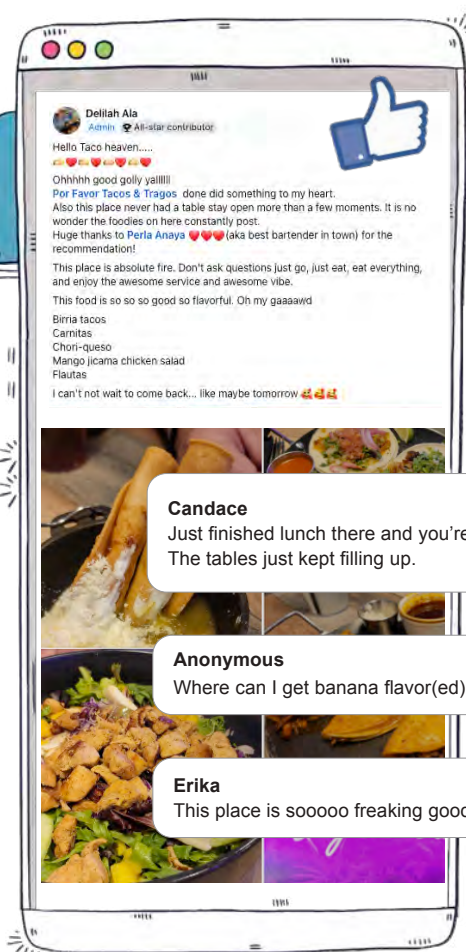 Delilah Ala
Admin All-star contributor
Hello Taco heaven.....
Ohhhhh good golly yallllll
Por Favor Tacos & Tragos done did something to my heart.
Also this place never had a table stay open more than a few moments. It is no
wonder the foodies on here constantly post.
Huge thanks to Perla Anaya (aka best bartender in town) for the
recommendation!
This place is absolute fire. Don't ask questions just go, just eat, eat everything,
and enjoy the awesome service and awesome vibe.
This food is so so so good so flavorful. Oh my gaaaawd
Birria tacos
Carnitas
Chori-queso
Mango jicama chicken salad
Flautas
I can't not wait to come back... like maybe tomorrow
Candace
Just finished lunch there and you're
The tables just kept filling up.
Anonymous
Where can I get banana flavor(ed)
Erika
This place is sooooo freaking good